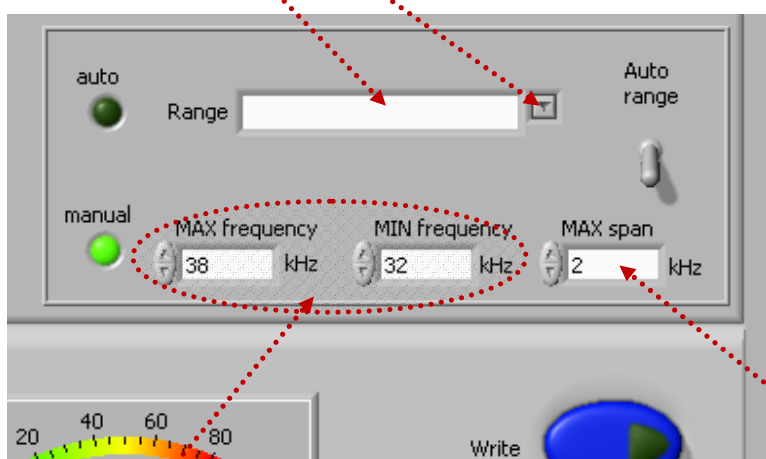 auto
Range
Auto
range
manual
MAX frequency
MIN frequency
MAX span
38
kHz
32
kHz
2
kHz
20
40
60
80
Write